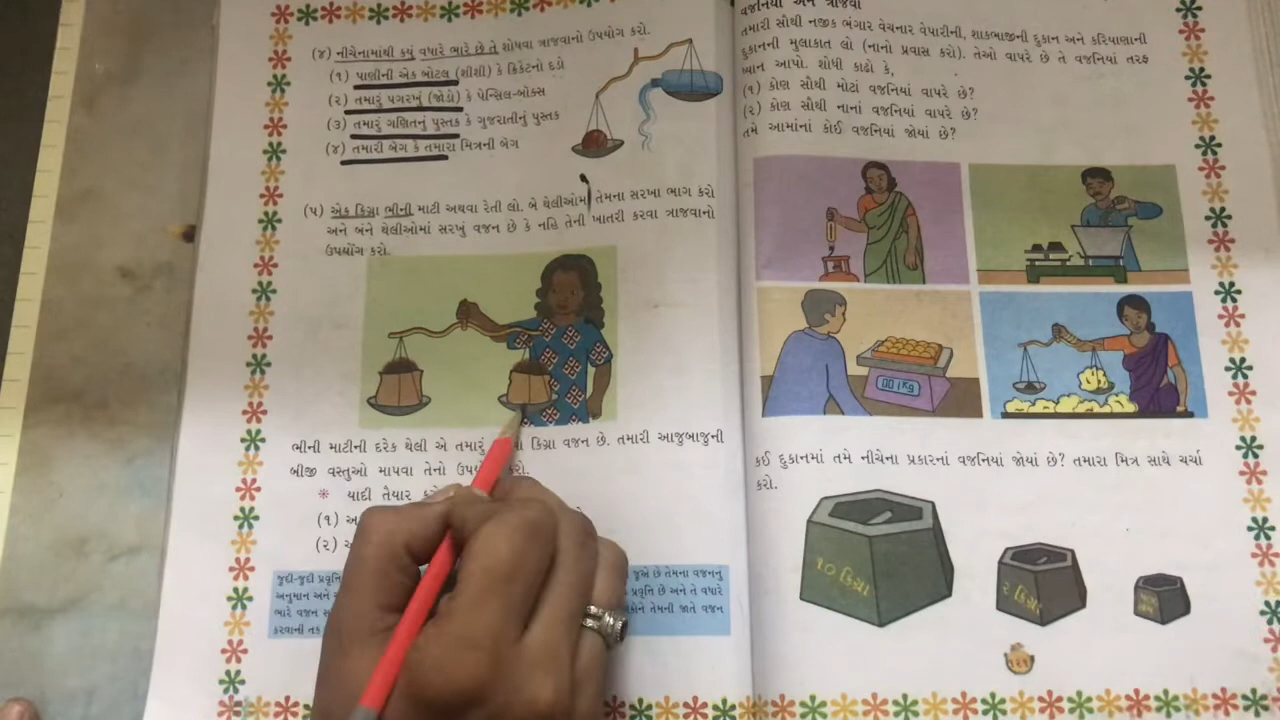 (૪) નીચેનામાંથી કયું વધારે ભારે છે તે શોધવા ત્રાજવાનો ઉપયોગ કરો.
(૧) પાણીની એક બોટલ (શીશી) કે ક્રિકેટનો દડો
(૨) તમારું પગરખું (જોડો) કે પેન્સિલ-બૉક્સ
(૩) તમારું ગણિતનું પુસ્તક કે ગુજરાતીનું પુસ્તક
(૪) તમારી બૅગ કે તમારા મિત્રની બૅગ
(૫) એક કિગ્રા ભીની માટી અથવા રેતી લો. બે થેલીઓમાં તેમના સરખા ભાગ કરો
અને બંને થેલીઓમાં સરખું વજન છે કે નહિ તેની ખાતરી કરવા ત્રાજવાનો
ઉપયોગ કરો.
ભીની માટીની દરેક થેલી એ તમારું કિગ્રા વજન છે. તમારી આજુબાજુની
બીજી વસ્તુઓ માપવા તેનો કરો.
* યાદી તૈયાર
(૧)
(૨)
જુદી-જુદી જુએ છે તેમના વજનનું
અનુમાન અને પ્રવૃત્તિ છે અને તે વધારે
ભારે વજન તેમની જાતે વજન
કરવાની તક
વજનિયાં અને ત્રાજવાં
તમારી સૌથી નજીક ભંગાર વેચનાર વેપારીની, શાકભાજીની દુકાન અને કરિયાણાની
દુકાનની મુલાકાત લો (નાનો પ્રવાસ કરો). તેઓ વાપરે છે તે વજનિયાં તરફ
ધ્યાન આપો. શોધી કાઢો કે,
(૧) કોણ સૌથી મોટાં વજનિયાં વાપરે છે?
(૨) કોણ સૌથી નાનાં વજનિયાં વાપરે છે?
તમે આમાંનાં કોઈ વજનિયાં જોયાં છે?
001Kg
કઈ દુકાનમાં તમે નીચેના પ્રકારનાં વજનિયાં જોયાં છે? તમારા મિત્ર સાથે ચર્ચા
કરો.
૧૦ કિગ્રા
૨ કિગ્રા